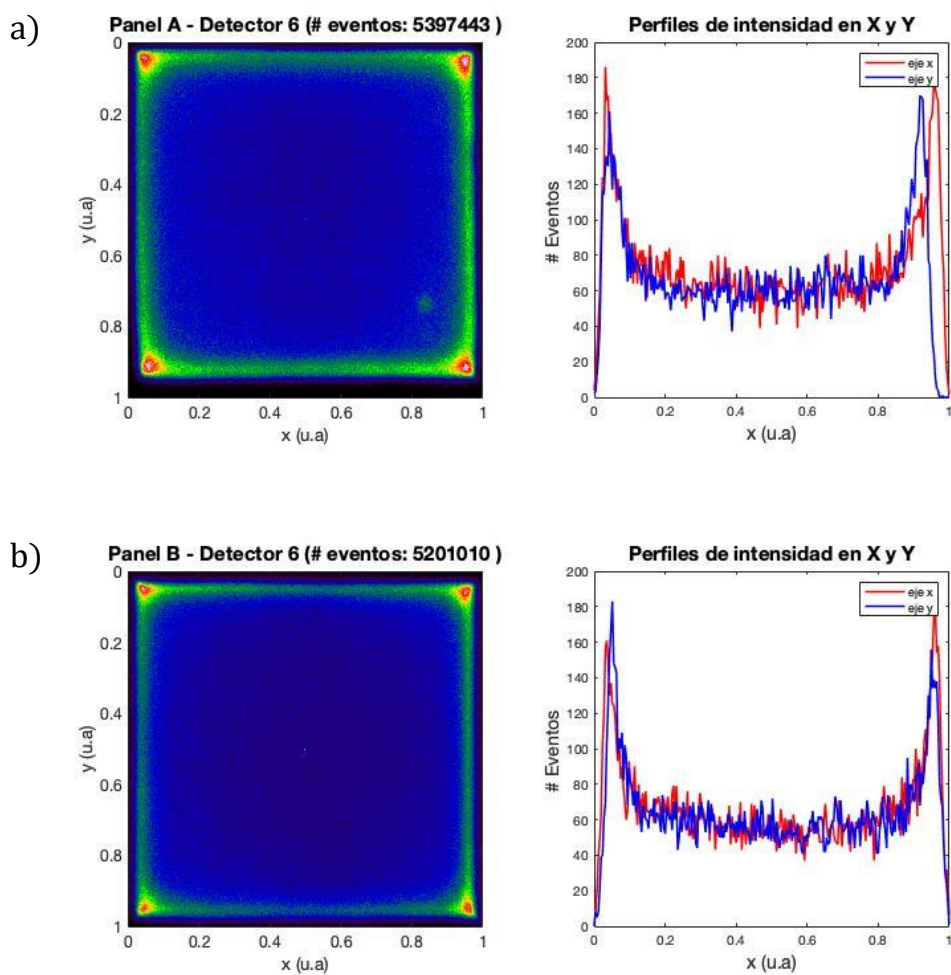 a)
Panel A - Detector 6 (# eventos: 5397443 )
0
0.2
0.4
0.6
0.8
1
y (u.a)
0 0.2 0.4 0.6 0.8 1
x (u.a)
Perfiles de intensidad en X y Y
200
180
160
140
120
100
80
60
40
20
0
# Eventos
eje x
eje y
0 0.2 0.4 0.6 0.8 1
x (u.a)
b)
Panel B - Detector 6 (# eventos: 5201010 )
0
0.2
0.4
0.6
0.8
1
y (u.a)
0 0.2 0.4 0.6 0.8 1
x (u.a)
Perfiles de intensidad en X y Y
200
180
160
140
120
100
80
60
40
20
0
# Eventos
eje x
eje y
0 0.2 0.4 0.6 0.8 1
x (u.a)